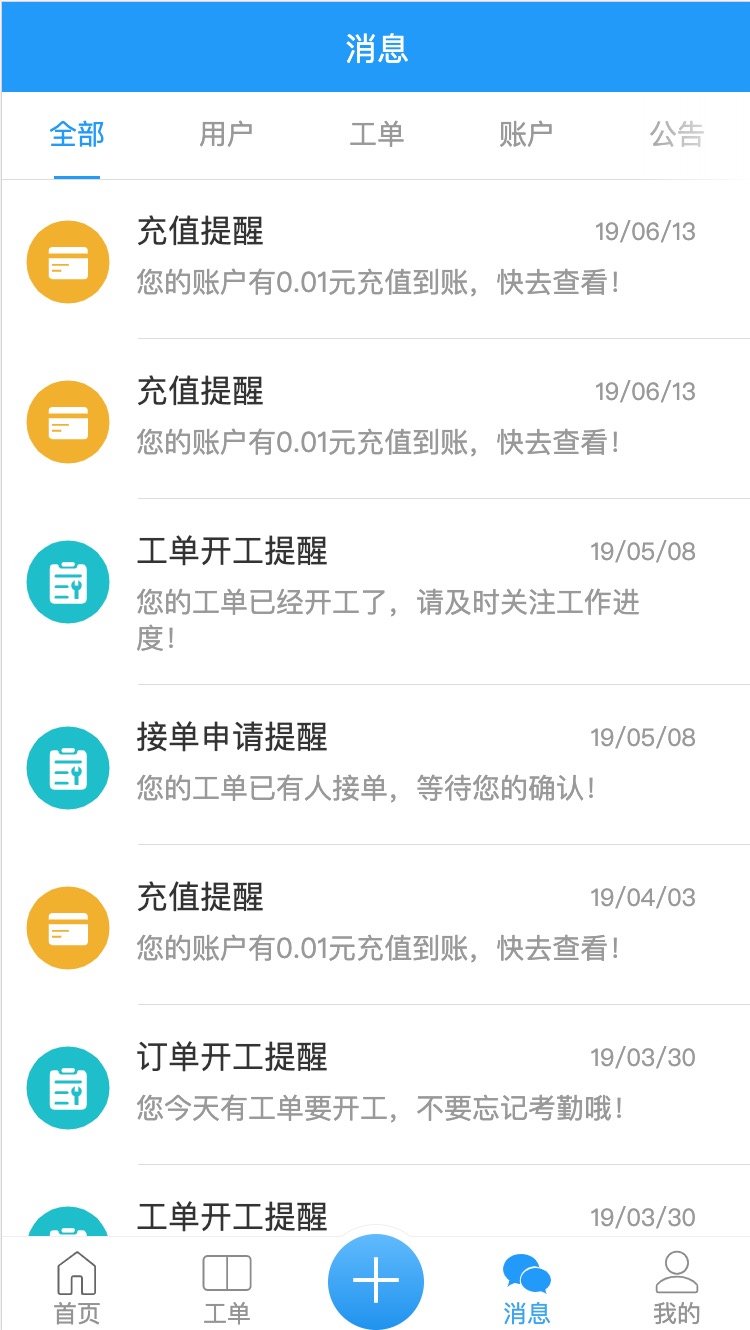 消息
全部 用户 工单 账户 公告
充值提醒 19/06/13
您的账户有0.01元充值到账，快去查看！
充值提醒 19/06/13
您的账户有0.01元充值到账，快去查看！
工单开工提醒 19/05/08
您的工单已经开工了，请及时关注工作进
度！
接单申请提醒 19/05/08
您的工单已有人接单，等待您的确认！
充值提醒 19/04/03
您的账户有0.01元充值到账，快去查看！
订单开工提醒 19/03/30
您今天有工单要开工，不要忘记考勤哦！
工单开工提醒 19/03/30
首页 工单 消息 我的